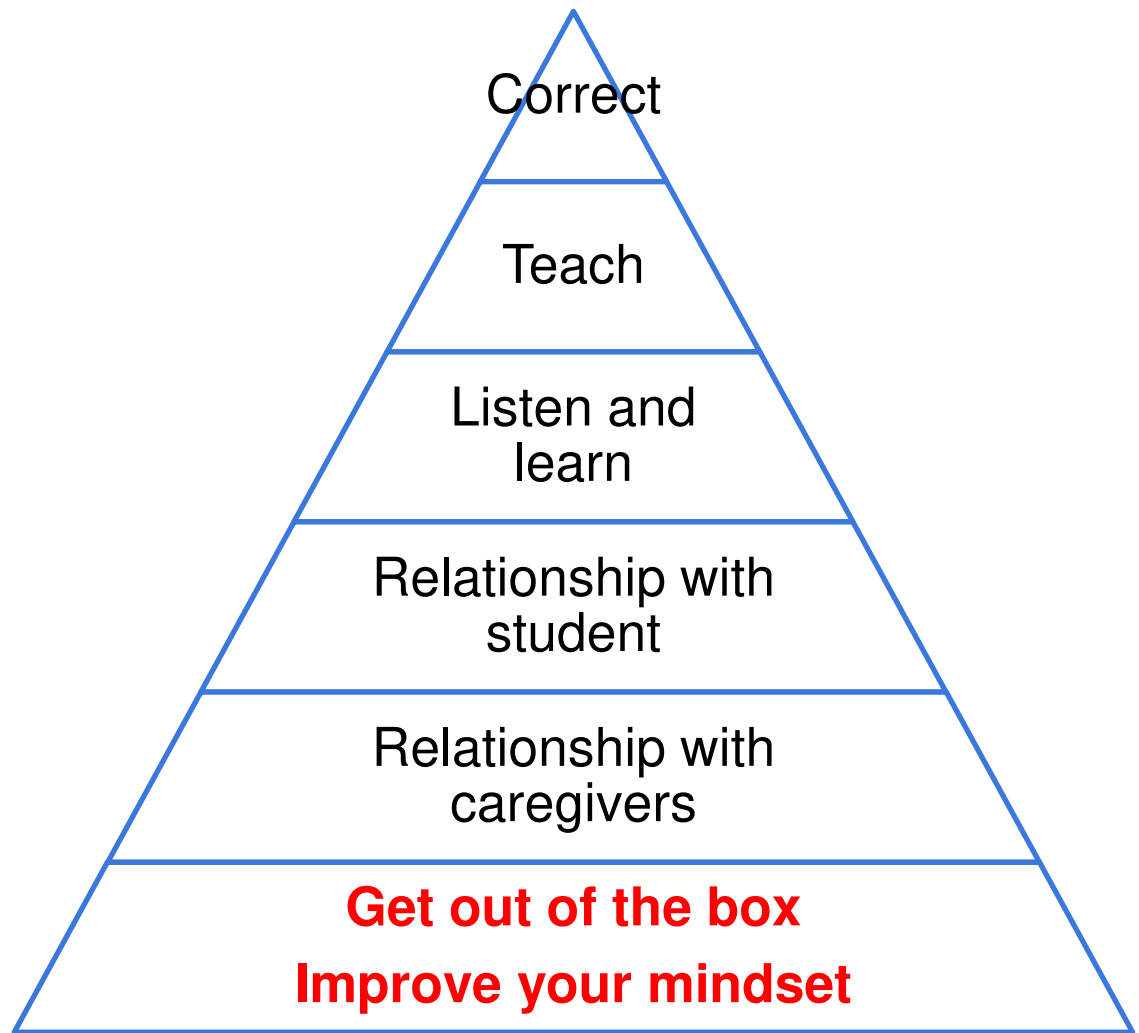 Correct
Teach
Listen and
learn
Relationship with
student
Relationship with
caregivers
Get out of the box
Improve your mindset